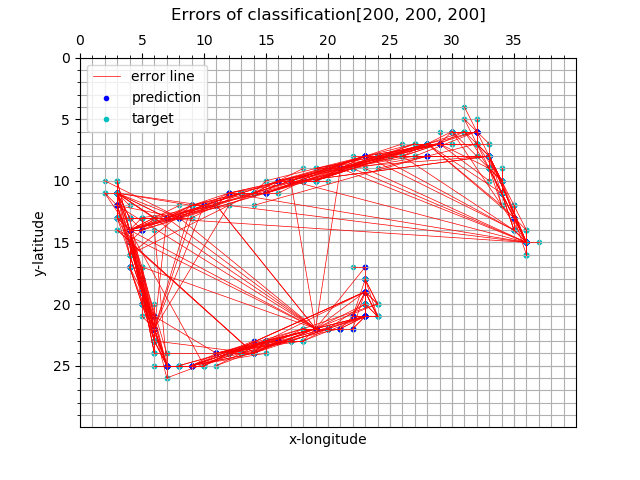 Errors of classification[200, 200, 200]
0 5 10 15 20 25 30 35
0
5
10
15
20
25
error line
prediction
target
y-latitude
x-longitude